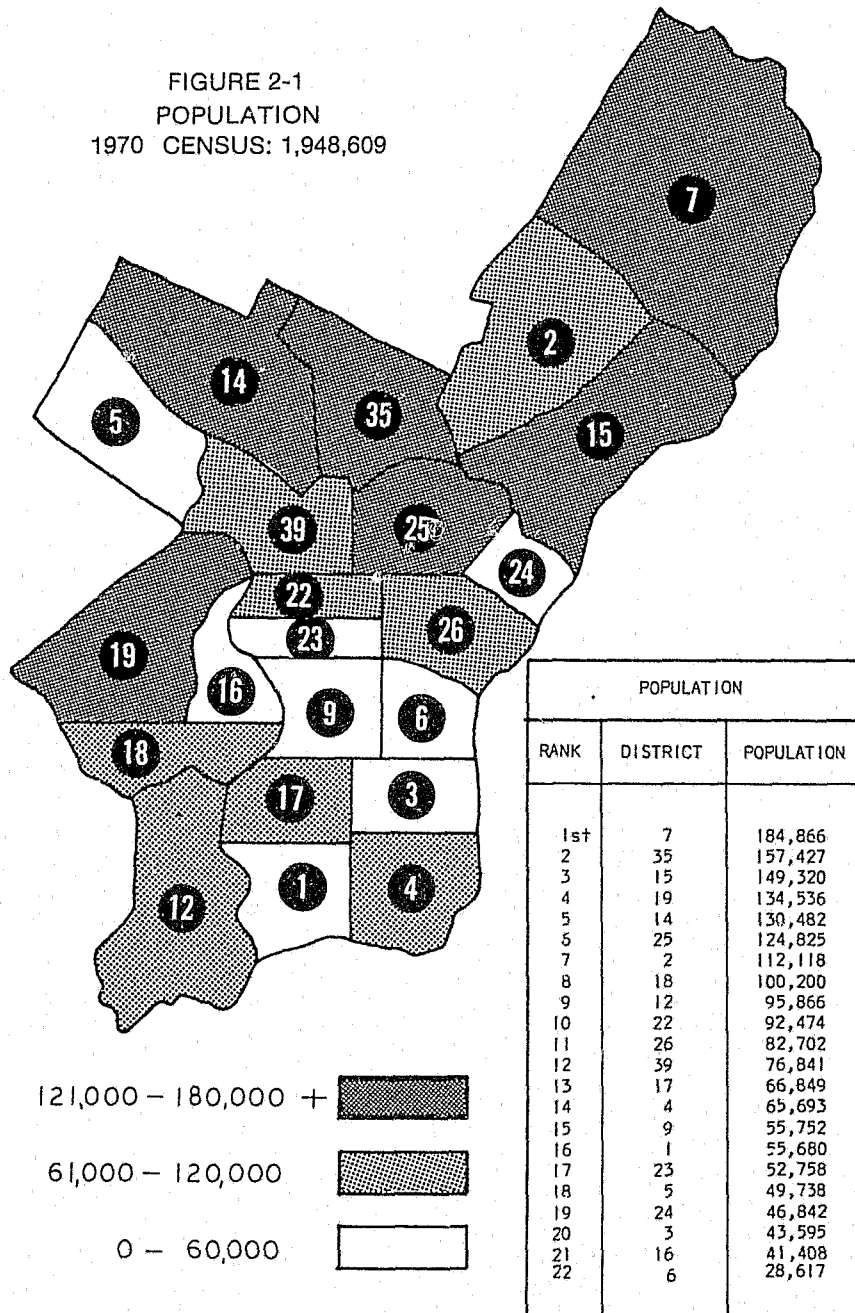 FIGURE 2-1
POPULATION
1970 CENSUS: 1,948,609
7
2
14
35
5
15
39
25
24
22
26
23
19
16
9
6
18
17
3
1
4
12
POPULATION
RANK DISTRICT POPULATION
1st 7 184,866
2 35 157,427
3 15 149,320
4 19 134,536
5 14 130,482
6 25 124,825
7 2 112,118
8 18 100,200
9 12 95,866
10 22 92,474
11 26 82,702
12 39 76,841
13 17 66,849
14 4 65,693
15 9 55,752
16 1 55,680
17 23 52,758
18 5 49,738
19 24 46,842
20 3 43,595
21 16 41,408
22 6 28,617
121,000 – 180,000 +
61,000 – 120,000
0 – 60,000